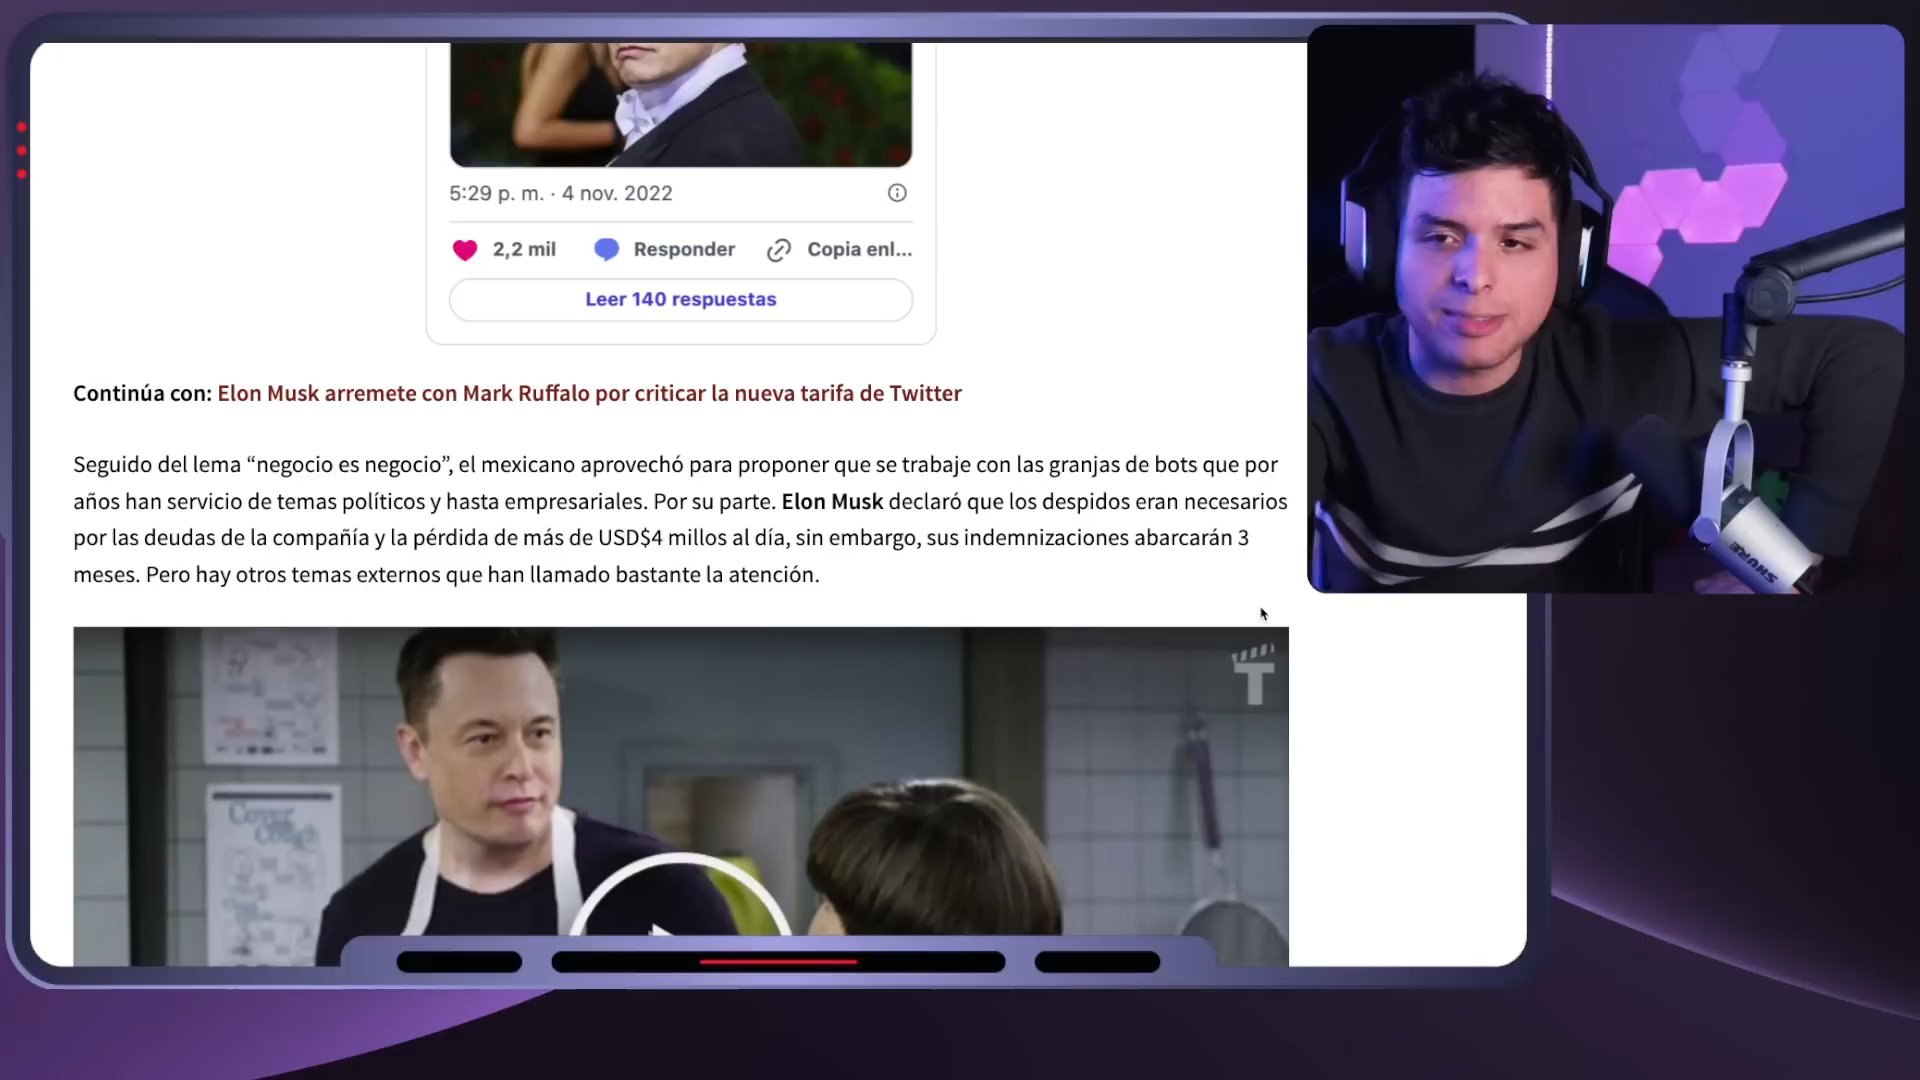 5:29 p. m. · 4 nov. 2022
2,2 mil
Responder
Copia enl...
Leer 140 respuestas
Continúa con: Elon Musk arremete con Mark Ruffalo por criticar la nueva tarifa de Twitter
Seguido del lema “negocio es negocio”, el mexicano aprovechó para proponer que se trabaje con las granjas de bots que por
años han servicio de temas políticos y hasta empresariales. Por su parte. Elon Musk declaró que los despidos eran necesarios
por las deudas de la compañía y la pérdida de más de USD$4 millos al día, sin embargo, sus indemnizaciones abarcarán 3
meses. Pero hay otros temas externos que han llamado bastante la atención.
T
SHURE